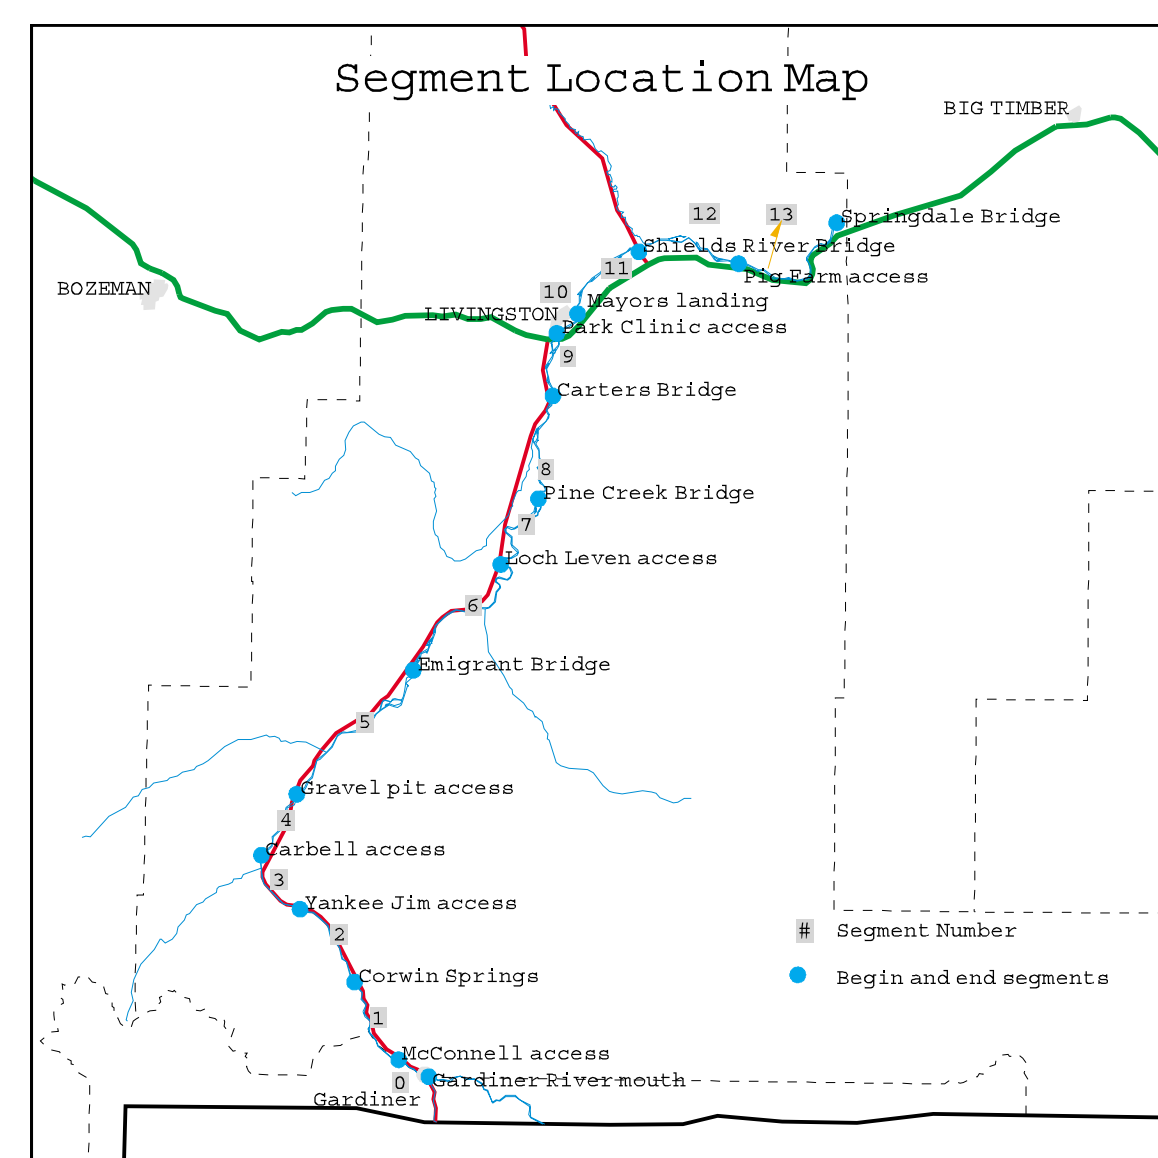 Segment Location Map
BIG TIMBER
12
13
Springdale Bridge
Shields River Bridge
11
Pig Farm access
BOZEMAN
10
Mayors landing
LIVINGSTON
Park Clinic access
9
Carters Bridge
8
Pine Creek Bridge
7
Loch Leven access
6
Emigrant Bridge
5
Gravel pit access
4
Carbell access
3
Yankee Jim access
2
# Segment Number
Corwin Springs
Begin and end segments
1
McConnell access
0
Gardiner River mouth
Gardiner